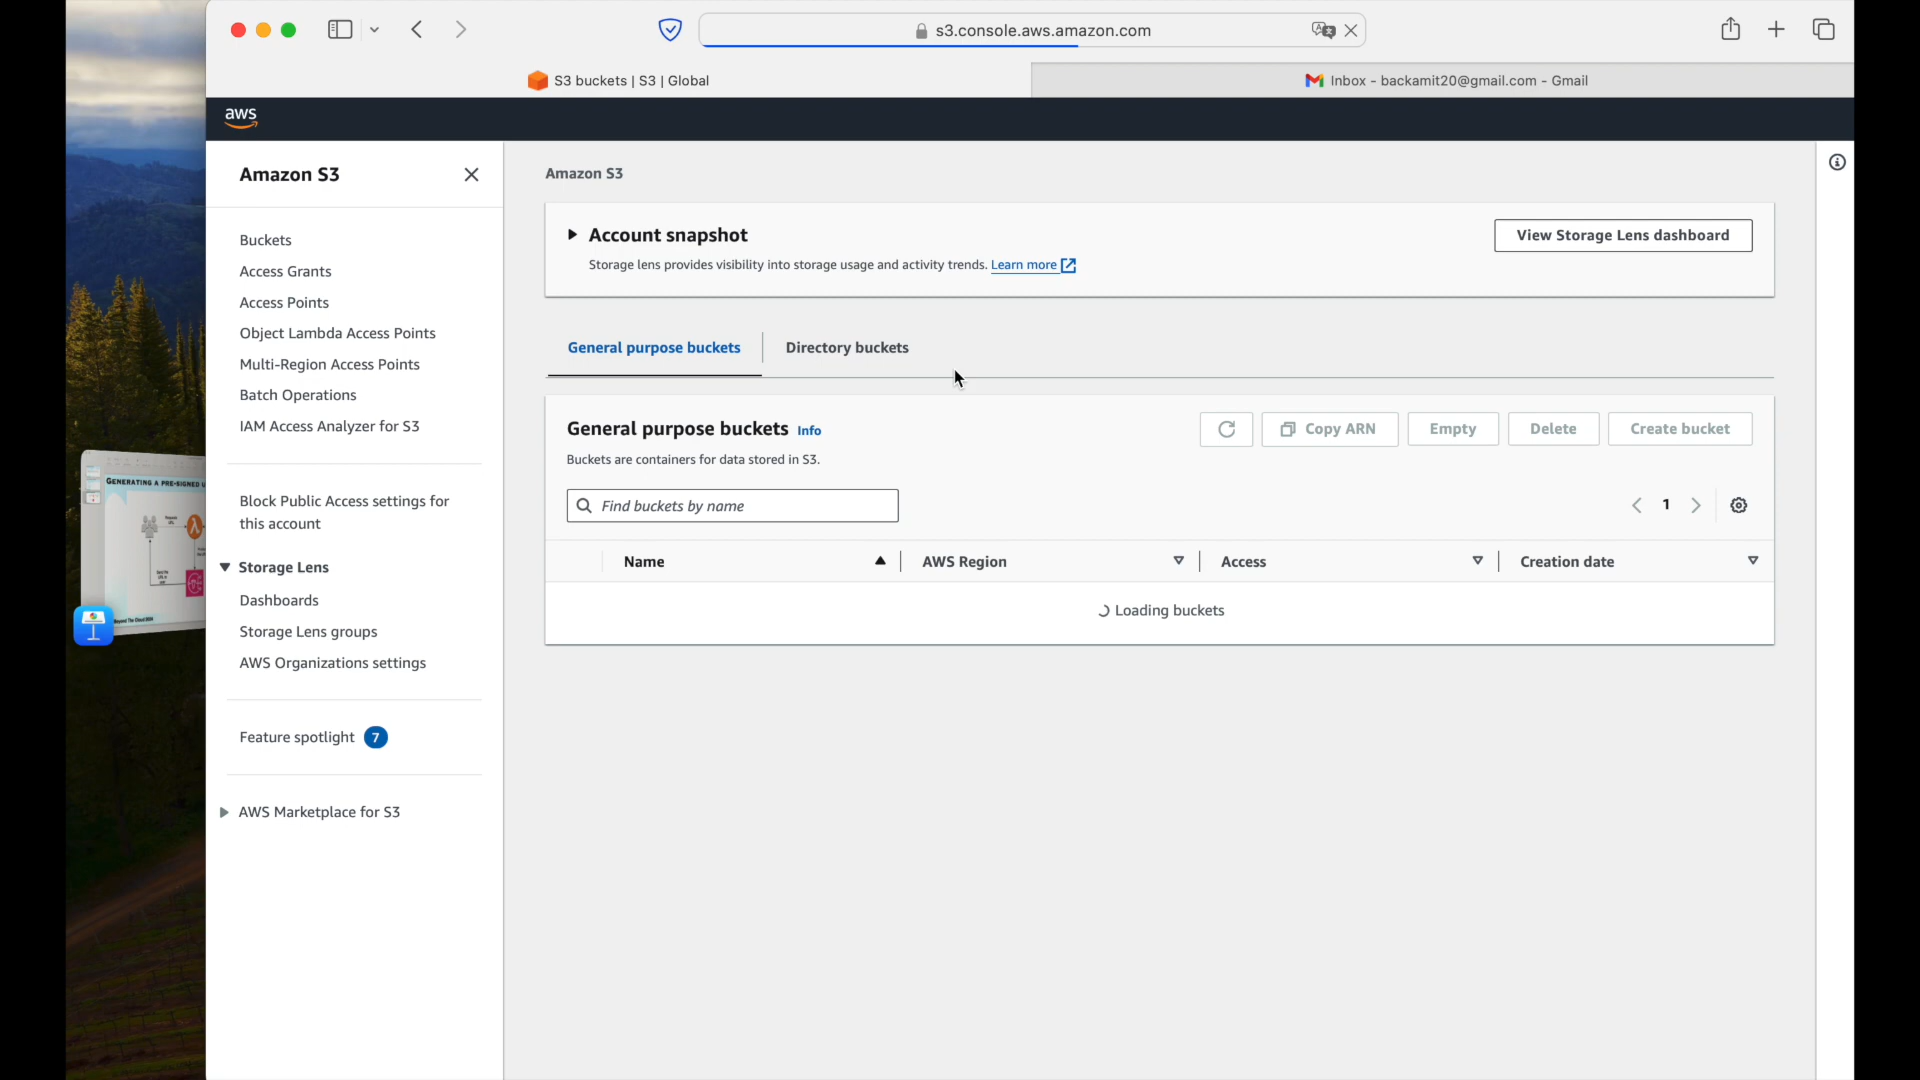 s3.console.aws.amazon.com
S3 buckets | S3 | Global
Inbox - backamit20@gmail.com - Gmail
aws
Amazon S3
Buckets
Access Grants
Access Points
Object Lambda Access Points
Multi-Region Access Points
Batch Operations
IAM Access Analyzer for S3
Block Public Access settings for
this account
Storage Lens
Dashboards
Storage Lens groups
AWS Organizations settings
Feature spotlight 7
AWS Marketplace for S3
Amazon S3
Account snapshot
View Storage Lens dashboard
Storage lens provides visibility into storage usage and activity trends. Learn more
General purpose buckets
Directory buckets
General purpose buckets Info
Copy ARN
Empty
Delete
Create bucket
Buckets are containers for data stored in S3.
Find buckets by name
1
Name
AWS Region
Access
Creation date
Loading buckets
GENERATING A PRE-SIGNED U